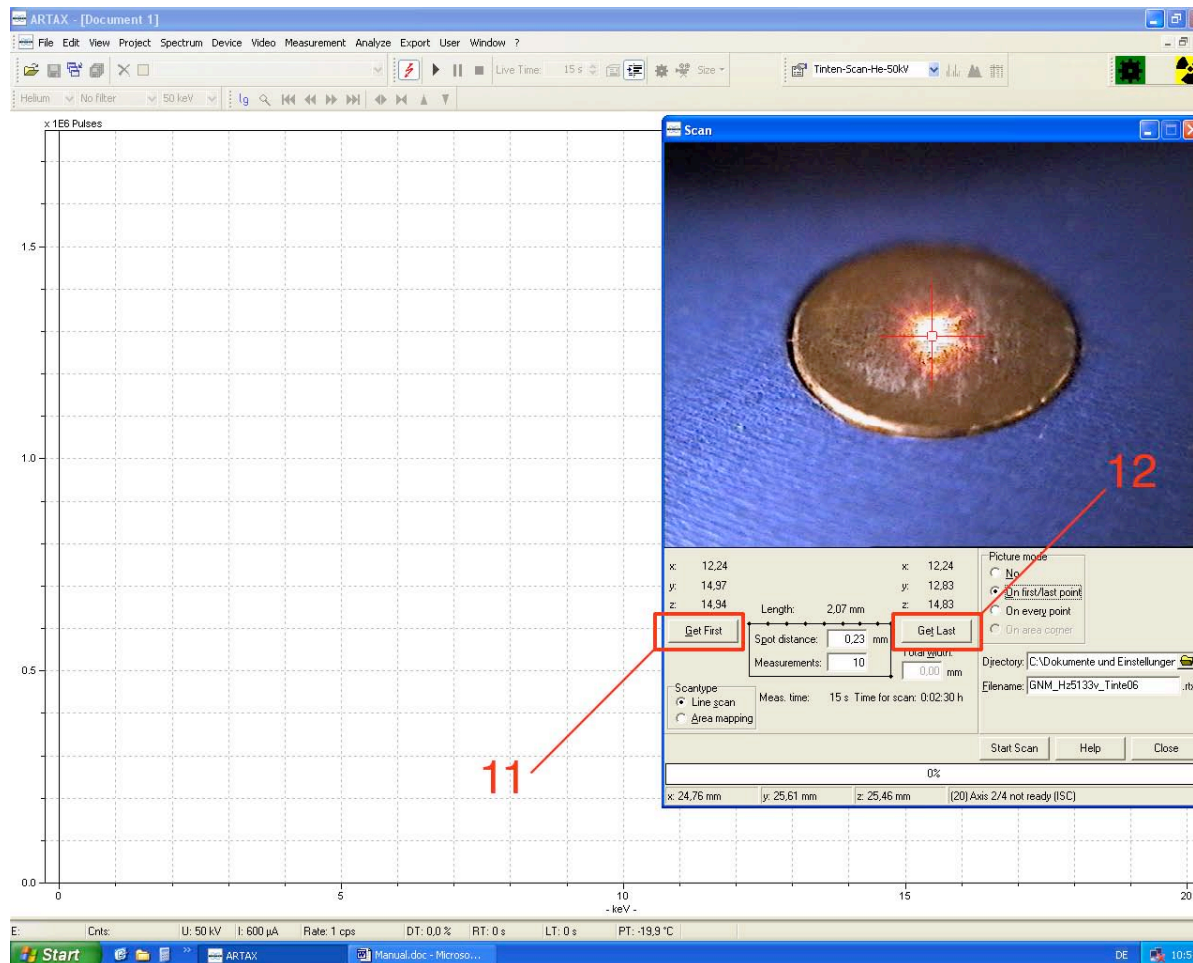 ARTAX - [Document 1]
File Edit View Project Spectrum Device Video Measurement Analyze Export User Window ?
Live Time: 15 s Size Tinten-Scan-He-50kV
Helium No filter 50 keV lg
x 1E6 Pulses
1.5
1.0
0.5
0.0
0 5 10 15 20
- keV -
Scan
12
x: 12,24 x: 12,24
y: 14,97 y: 12,83
z: 14,94 z: 14,83
Length: 2,07 mm
Get First
Get Last
Spot distance: 0,23 mm
Measurements: 10
Total width:
0,00 mm
Picture mode
No
On first/last point
On every point
On area corner
Directory: C:\Dokumente und Einstellunger
Filename: GNM_Hz5133v_Tinte06
Scantype
Line scan
Area mapping
Meas. time: 15 s Time for scan: 0:02:30 h
Start Scan Help Close
11
0%
x: 24,76 mm y: 25,61 mm z: 25,46 mm (20) Axis 2/4 not ready (ISC)
E: Cnts: U: 50 kV I: 600 µA Rate: 1 cps DT: 0,0 % RT: 0 s LT: 0 s PT: -19,9 °C
Start ARTAX Manual.doc - Microso... DE